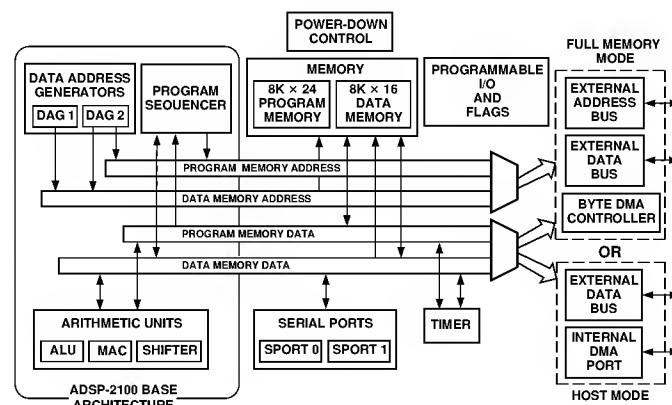 POWER-DOWN
CONTROL
FULL MEMORY
MODE
DATA ADDRESS
GENERATORS
DAG 1
DAG 2
PROGRAM
SEQUENCER
MEMORY
8K × 24
PROGRAM
MEMORY
8K × 16
DATA
MEMORY
PROGRAMMABLE
I/O
AND
FLAGS
EXTERNAL
ADDRESS
BUS
EXTERNAL
DATA
BUS
BYTE DMA
CONTROLLER
PROGRAM MEMORY ADDRESS
DATA MEMORY ADDRESS
PROGRAM MEMORY DATA
DATA MEMORY DATA
OR
EXTERNAL
DATA
BUS
INTERNAL
DMA
PORT
HOST MODE
ARITHMETIC UNITS
ALU
MAC
SHIFTER
SERIAL PORTS
SPORT 0
SPORT 1
TIMER
ADSP-2100 BASE
ARCHITECTURE